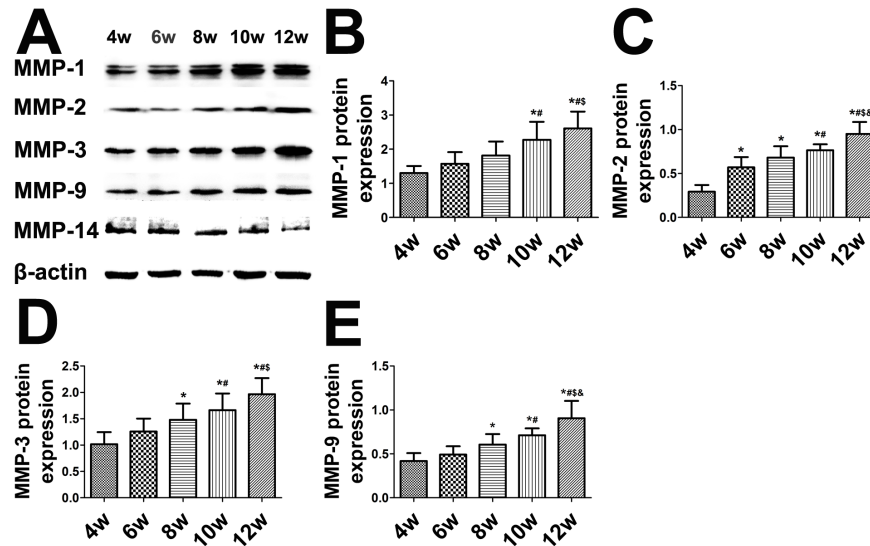 A
4w 6w 8w 10w 12w
MMP-1
MMP-2
MMP-3
MMP-9
MMP-14
β-actin
B
MMP-1 protein
expression
4
3
2
1
0
*#
*#$
4w 6w 8w 10w 12w
C
MMP-2 protein
expression
1.5
1.0
0.5
0.0
*
*
*#
*#$&
4w 6w 8w 10w 12w
D
MMP-3 protein
expression
2.5
2.0
1.5
1.0
0.5
0.0
*
*#
*#$
4w 6w 8w 10w 12w
E
MMP-9 protein
expression
1.5
1.0
0.5
0.0
*
*#
*#$&
4w 6w 8w 10w 12w